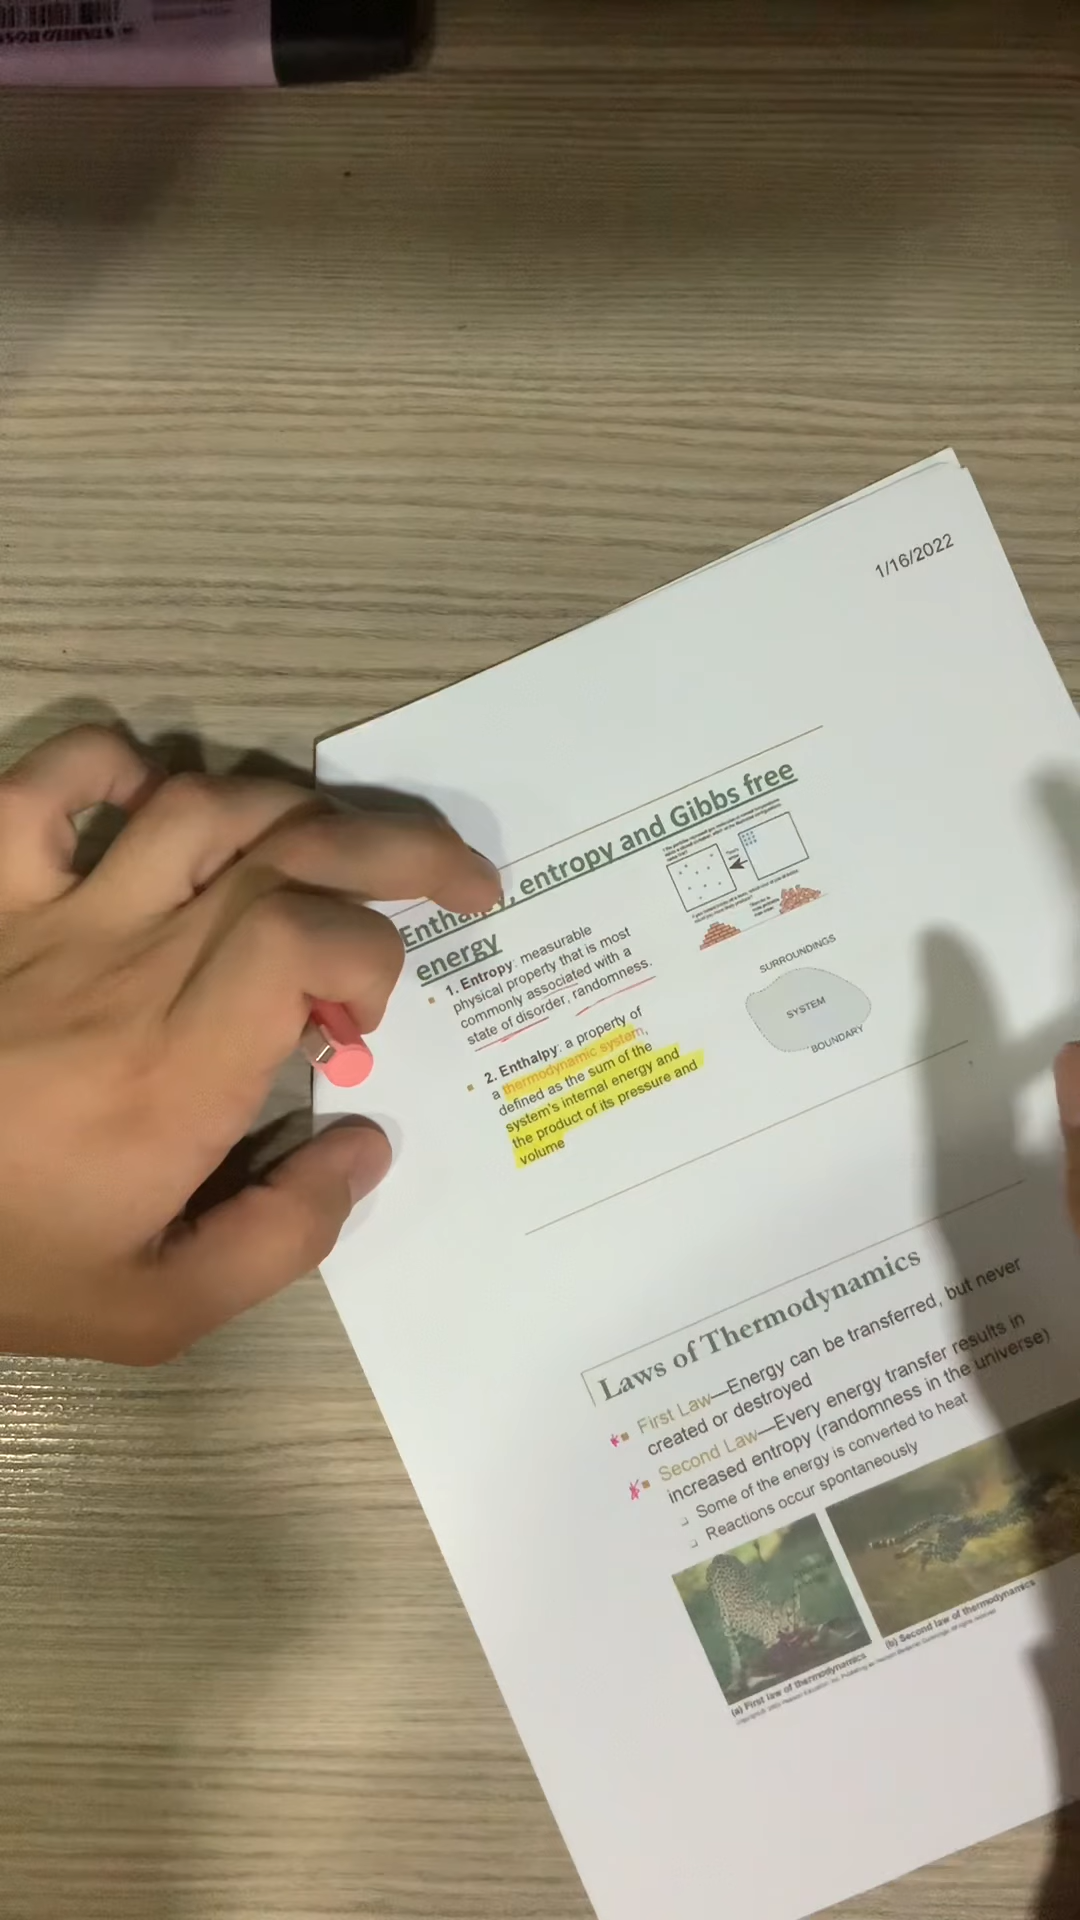 1/16/2022
Enthalpy, entropy and Gibbs free
energy
1. Entropy: measurable
physical property that is most
commonly associated with a
state of disorder, randomness.
2. Enthalpy: a property of
a thermodynamic system,
defined as the sum of the
system's internal energy and
the product of its pressure and
volume
SURROUNDINGS
SYSTEM
BOUNDARY
Laws of Thermodynamics
First Law—Energy can be transferred, but never
created or destroyed
Second Law—Every energy transfer results in
increased entropy (randomness in the universe)
Some of the energy is converted to heat
Reactions occur spontaneously
(a) First law of thermodynamics
(b) Second law of thermodynamics